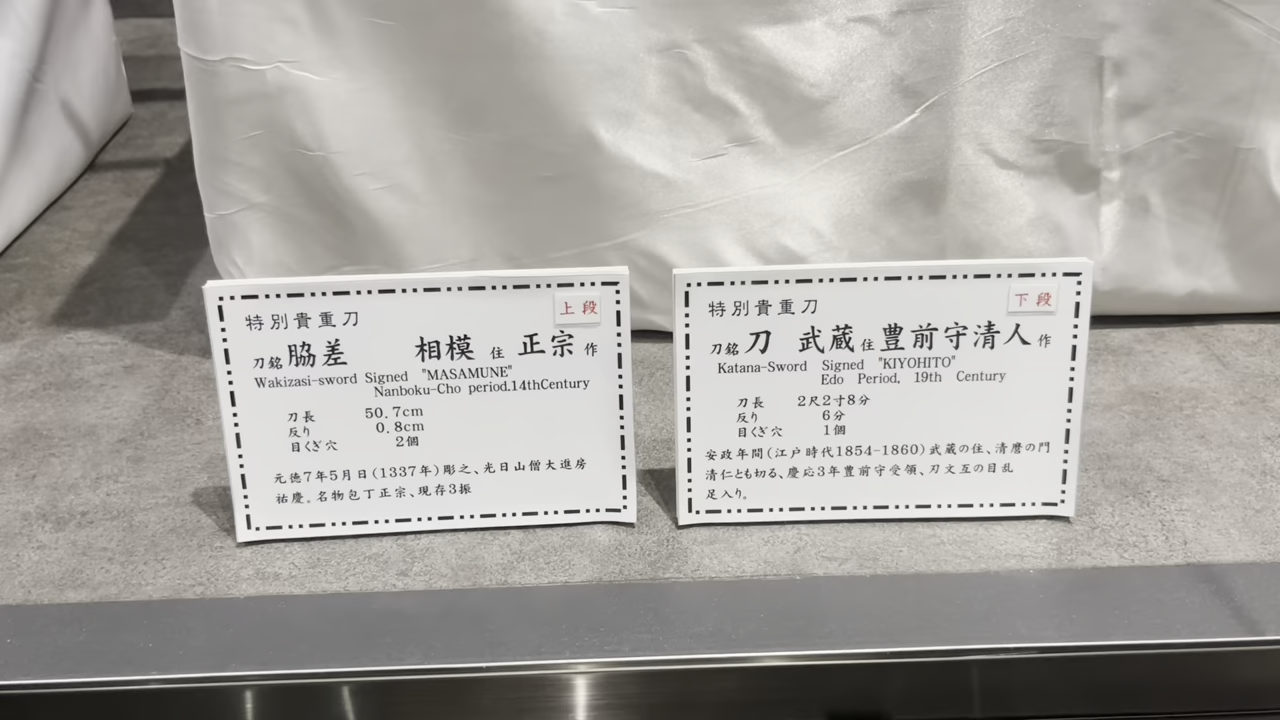 上段
特別貴重刀
刀銘 脇差 相模 住 正宗 作
Wakizasi-sword Signed "MASAMUNE"
Nanboku-Cho period.14thCentury
刀長 50.7cm
反り 0.8cm
目くぎ穴 2個
元徳7年5月日(1337年)彫之、光日山僧大進房
祐慶。名物包丁正宗、現存3振
下段
特別貴重刀
刀銘 刀 武蔵 住 豊前守清人 作
Katana-Sword Signed "KIYOHITO"
Edo Period, 19th Century
刀長 2尺2寸8分
反り 6分
目くぎ穴 1個
安政年間(江戸時代1854-1860)武蔵の住、清麿の門
清仁とも切る、慶応3年豊前守受領、刃文互の目乱
足入り。